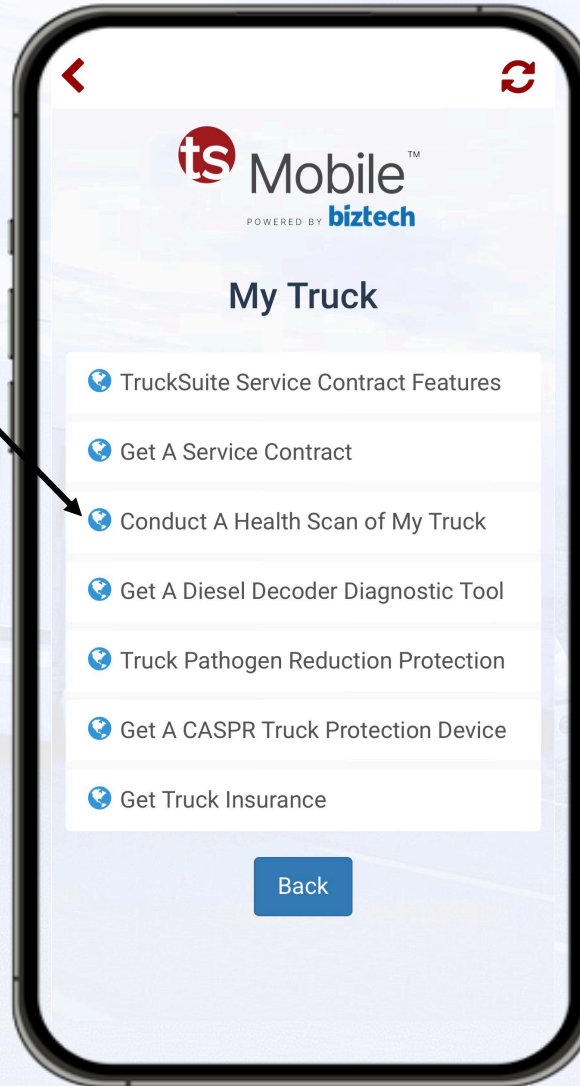 ts Mobile™
POWERED BY biztech
My Truck
TruckSuite Service Contract Features
Get A Service Contract
Conduct A Health Scan of My Truck
Get A Diesel Decoder Diagnostic Tool
Truck Pathogen Reduction Protection
Get A CASPR Truck Protection Device
Get Truck Insurance
Back